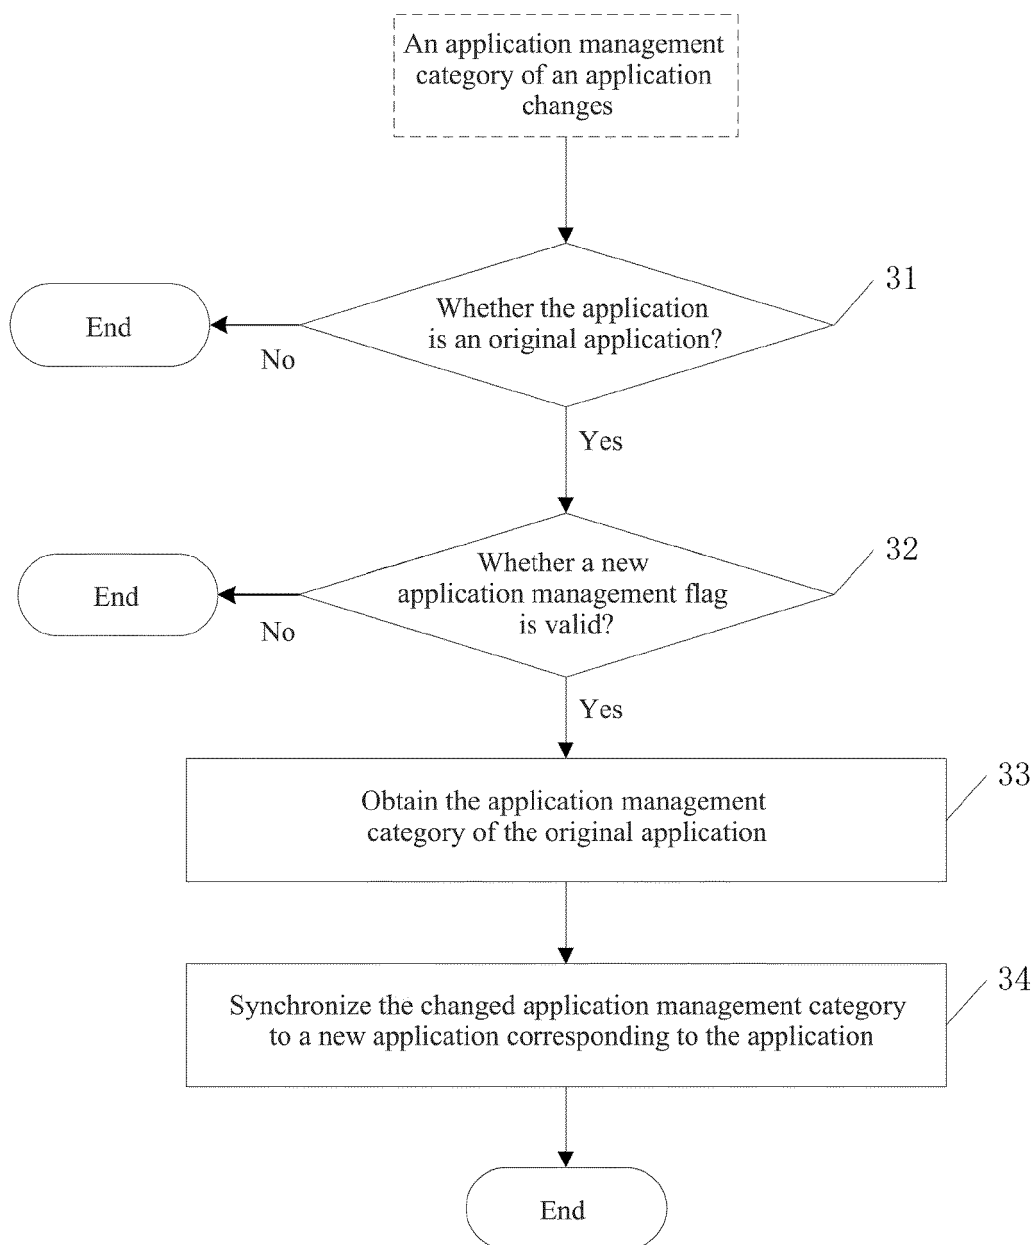 An application management
category of an application
changes
31
Whether the application
is an original application?
End
No
Yes
32
Whether a new
application management flag
is valid?
End
No
Yes
33
Obtain the application management
category of the original application
34
Synchronize the changed application management category
to a new application corresponding to the application
End